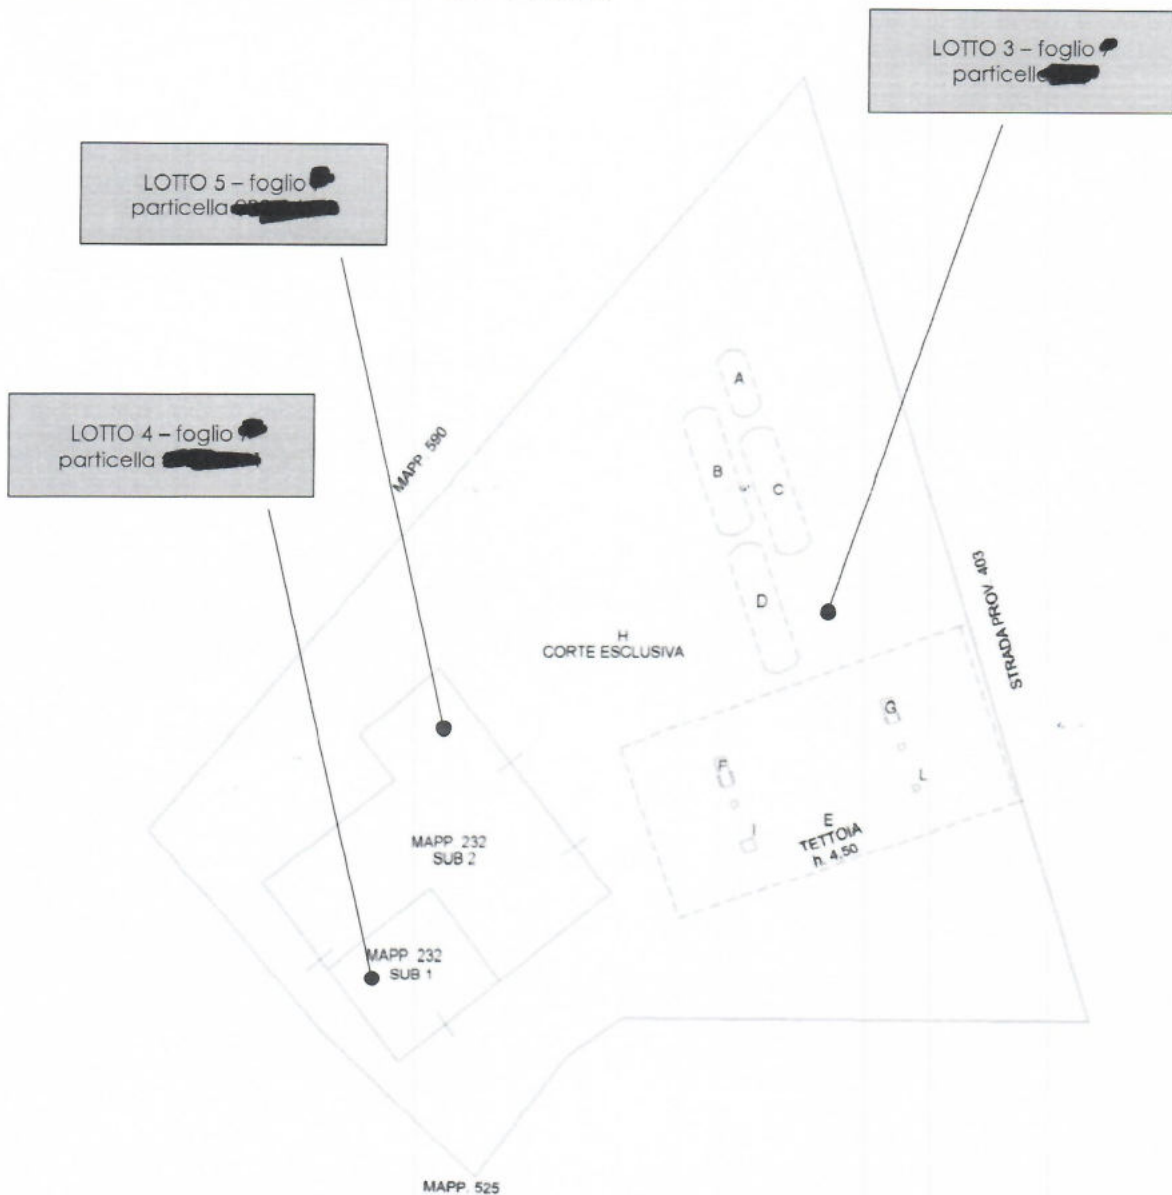 LOTTO 3 – foglio
particella
LOTTO 5 – foglio
particella
LOTTO 4 – foglio
particella
MAPP. 590
A
B
C
D
STRADA PROV. 403
H
CORTE ESCLUSIVA
G
F
L
I
E
TETTOIA
h. 4.50
MAPP. 232
SUB 2
MAPP. 232
SUB 1
MAPP. 525